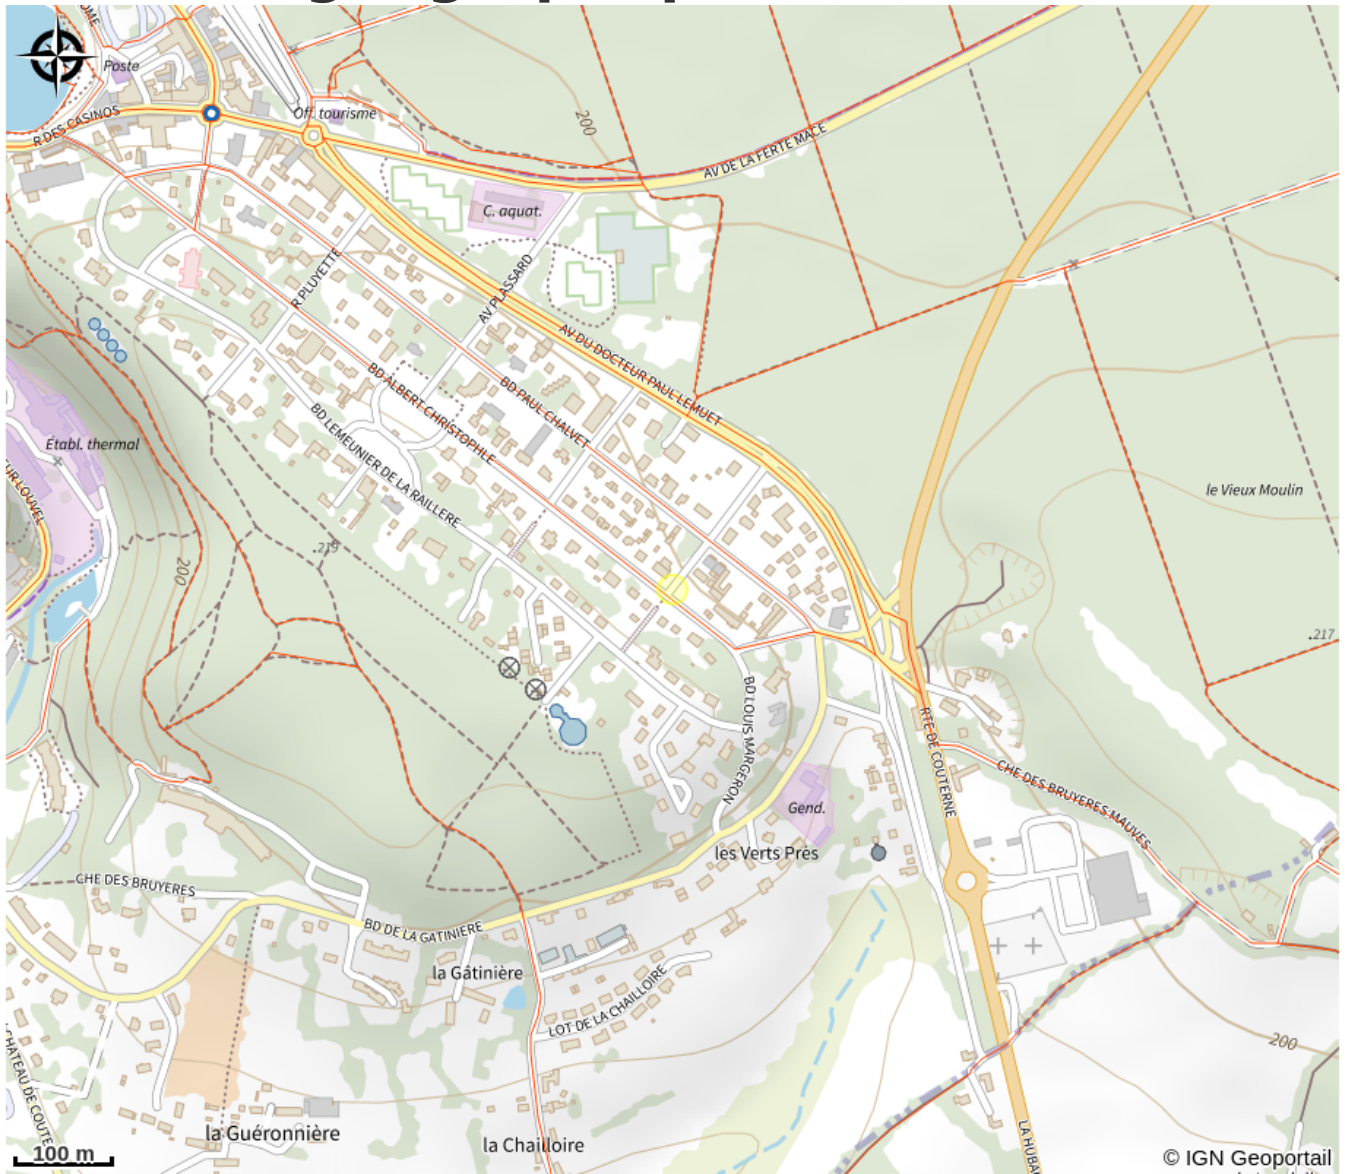 Poste
R DES CASINOS
Off. tourisme
200
AV DE LA FERTE MACE
C. aquat.
R PLUYETTE
AV PLASSARD
AV DU DOCTEUR PAUL LEMUET
BD ALBERT CHRISTOPHLE
BD PAUL CHALVET
BD LEMEUNIER DE LA RAILLERE
Établ. thermal
le Vieux Moulin
.219
200
.217
BD LOUIS MARGERON
RTE DE COUTERNE
CHE DES BRUYERES MAUVES
Gend.
les Verts Prés
CHE DES BRUYERES
BD DE LA GATINIERE
la Gâtinière
LOT DE LA CHAILLOIRE
200
la Guéronnière
la Chailloire
100 m
© IGN Geoportail